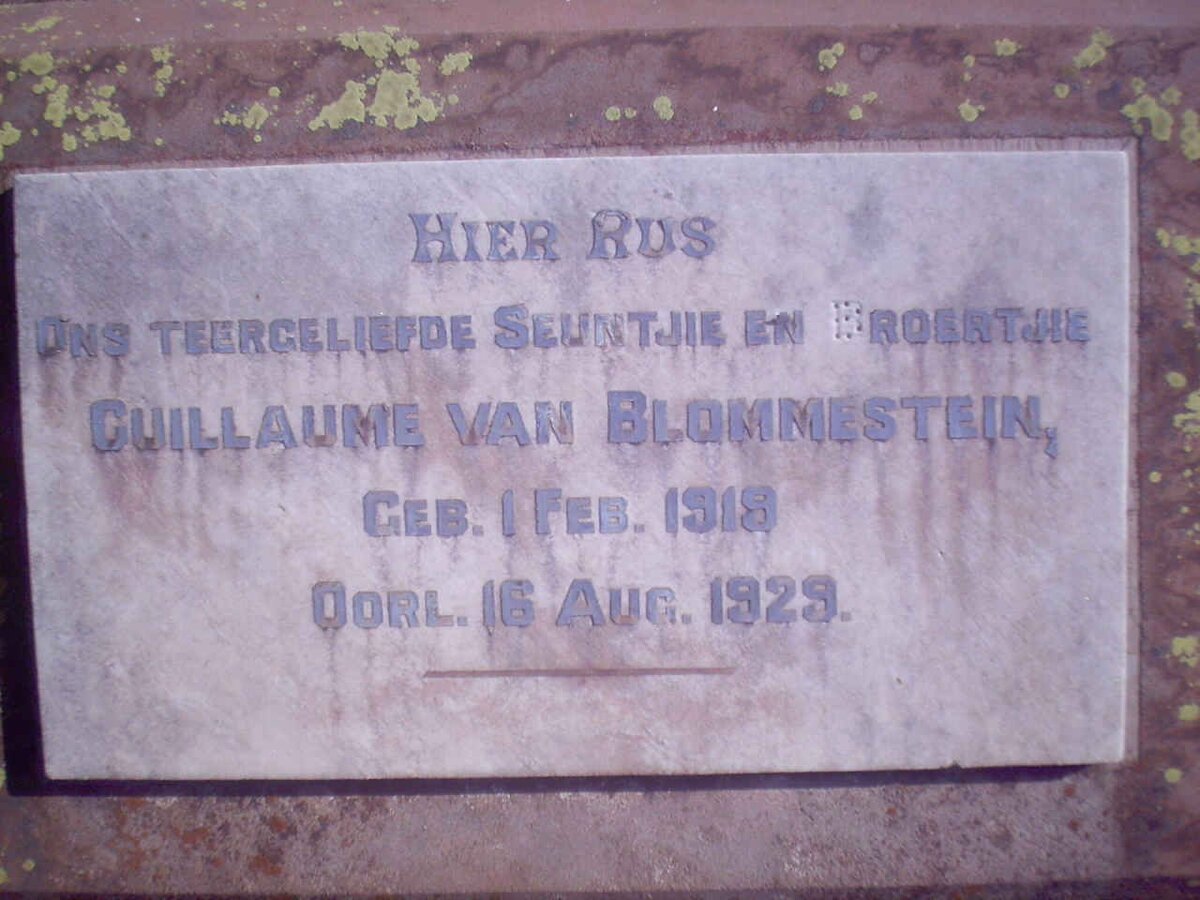 HIER RUS
ONS TEERGELIEFDE SEUNTJIE EN BROERTJIE
GUILLAUME VAN BLOMMESTEIN,
GEB. 1 FEB. 1919
OORL. 16 AUG. 1929.